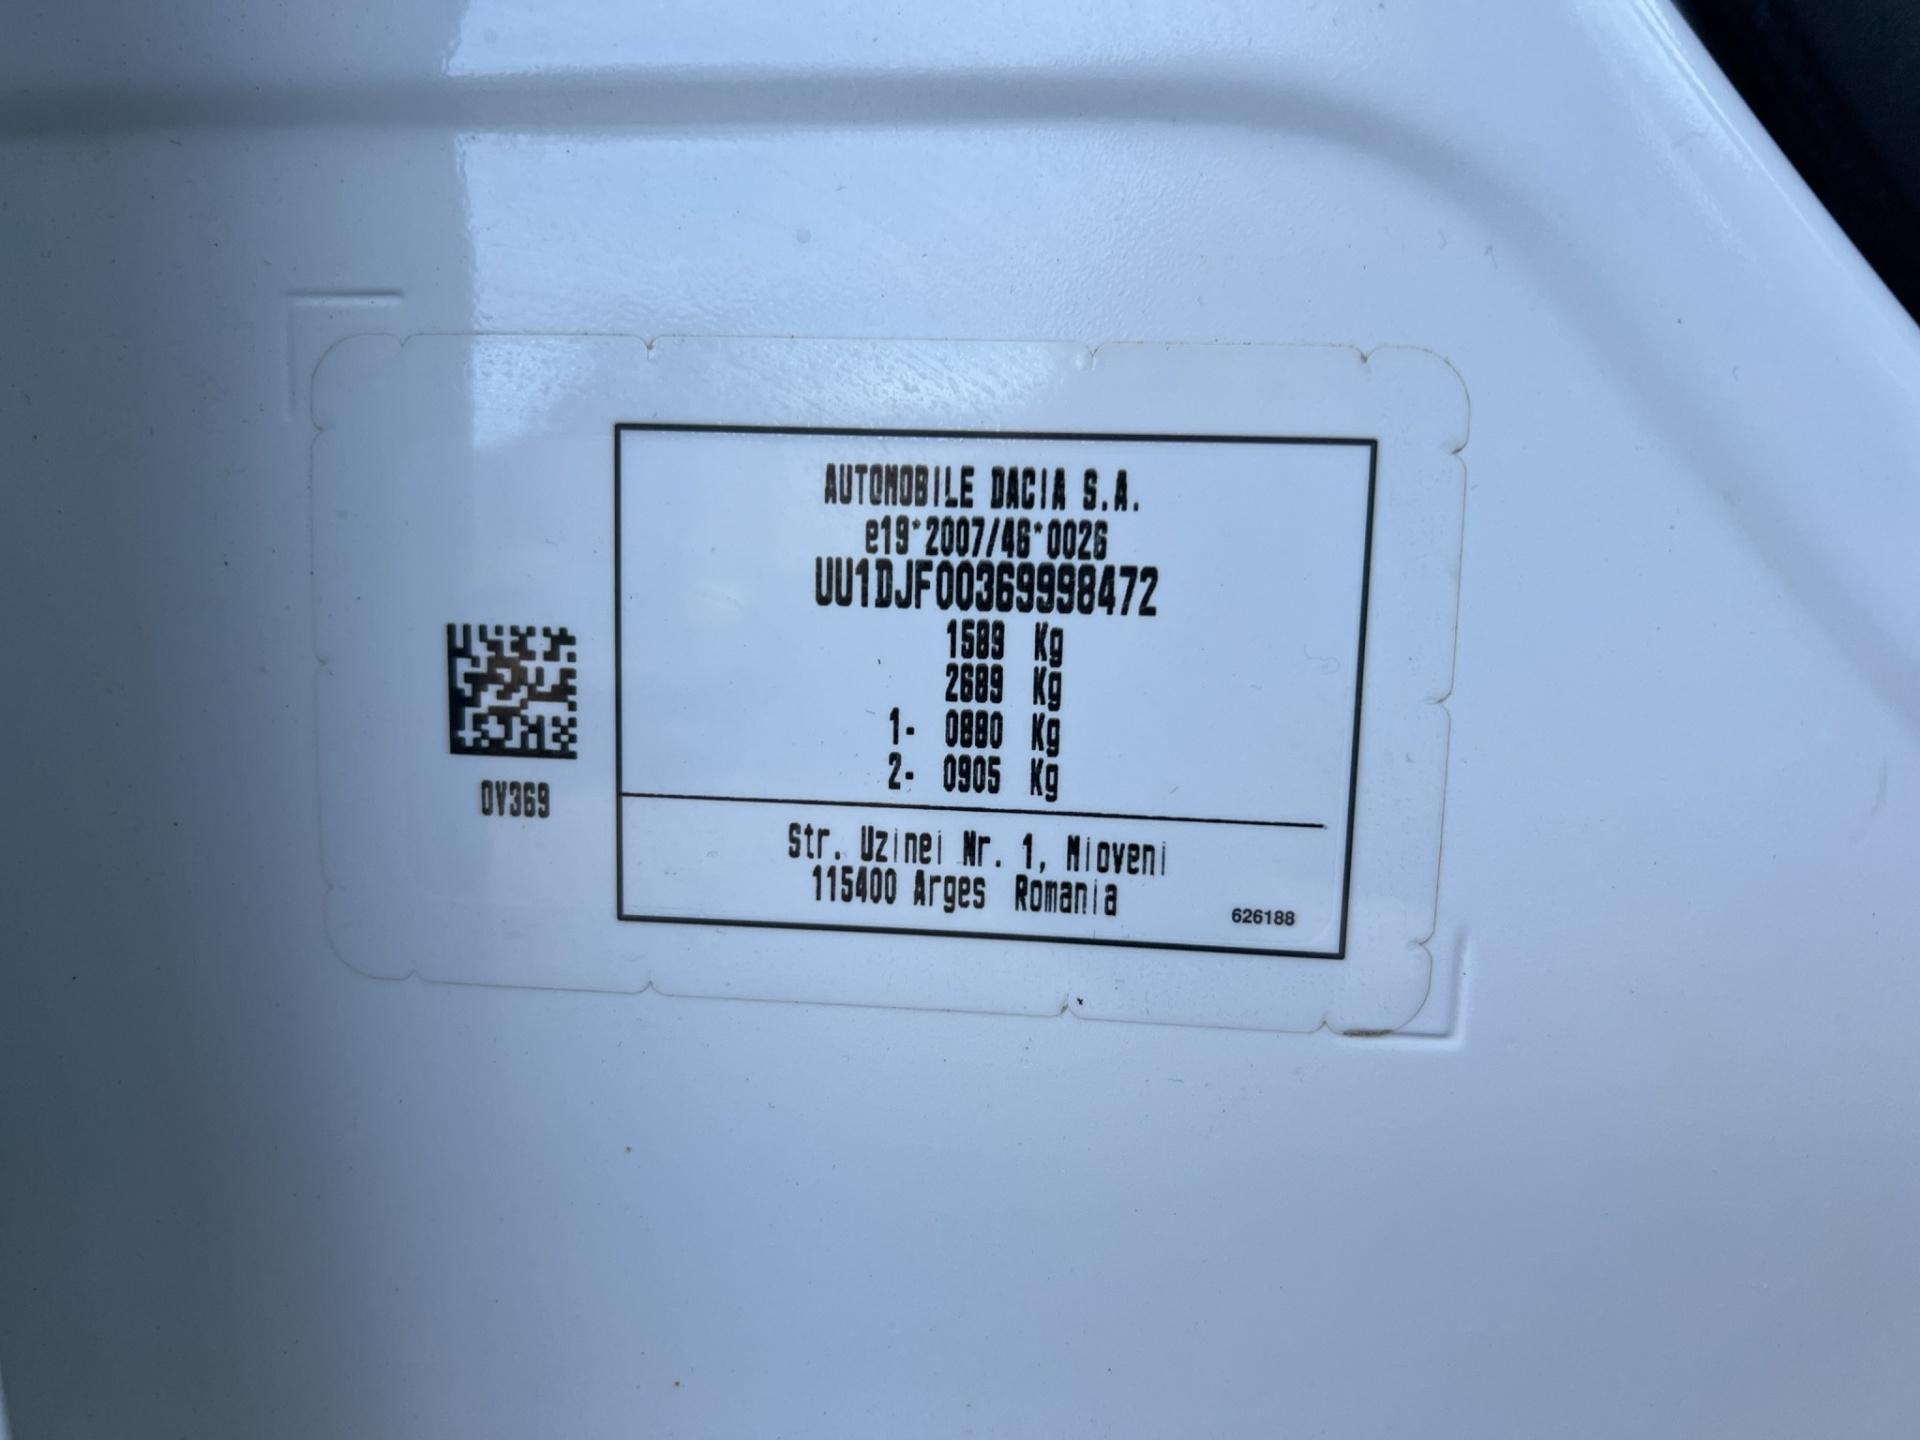 AUTOMOBILE DACIA S.A.
e19*2007/46*0026
UU1DJF00369998472
1589 Kg
2689 Kg
1- 0880 Kg
2- 0905 Kg
0V369
Str. Uzinei Nr. 1, Mioveni
115400 Arges Romania
626188